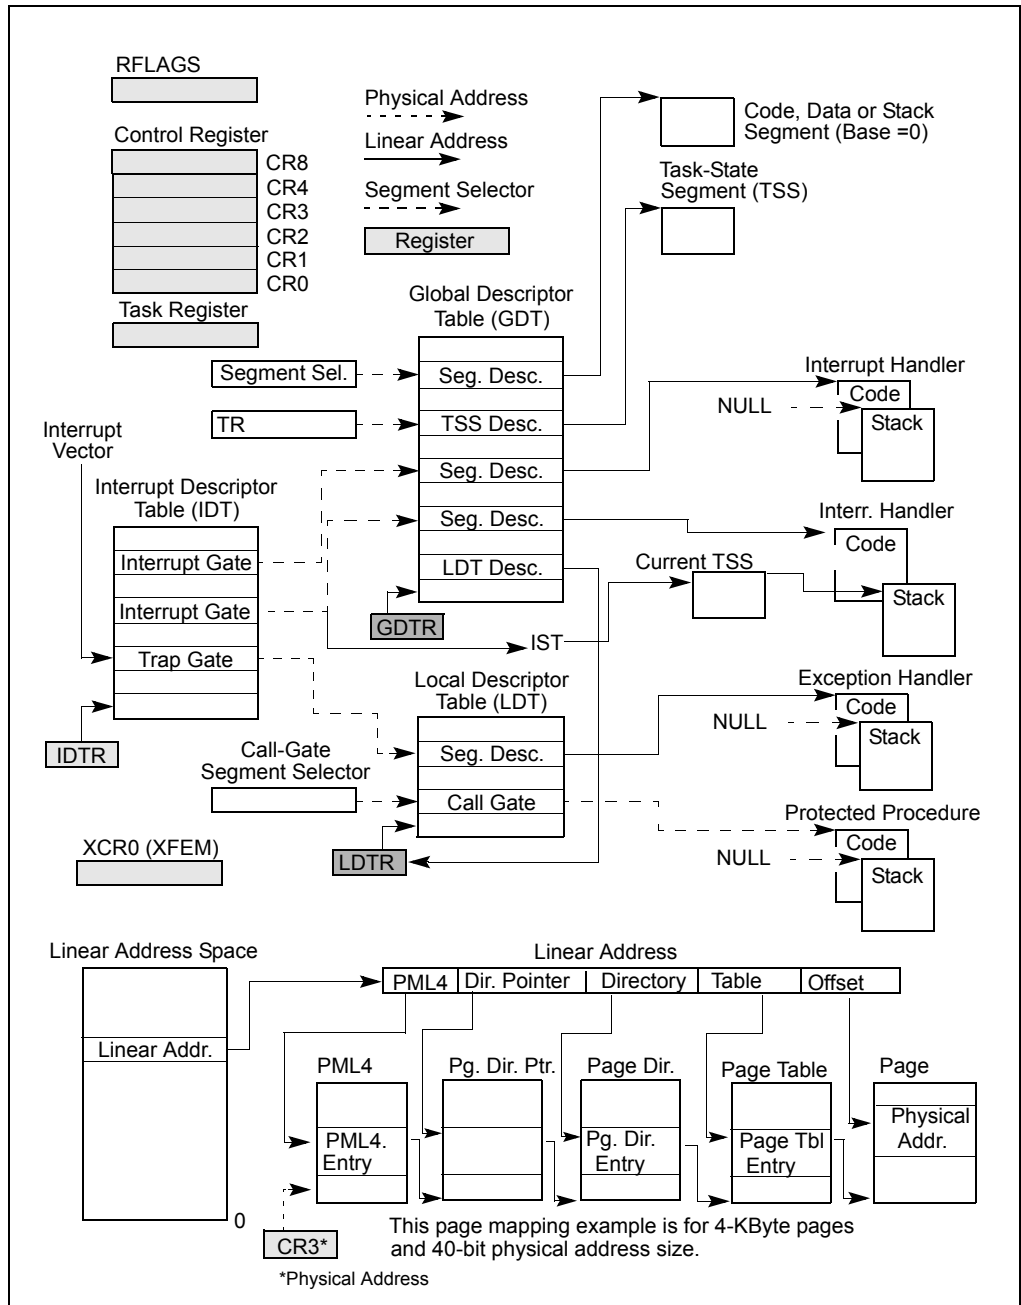 RFLAGS
Control Register
CR8
CR4
CR3
CR2
CR1
CR0
Task Register
Physical Address
Linear Address
Segment Selector
Register
Code, Data or Stack
Segment (Base =0)
Task-State
Segment (TSS)
Global Descriptor
Table (GDT)
Segment Sel.
Seg. Desc.
TR
TSS Desc.
Seg. Desc.
Seg. Desc.
LDT Desc.
GDTR
Interrupt Handler
Code
NULL
Stack
Interrupt
Vector
Interrupt Descriptor
Table (IDT)
Interrupt Gate
Interrupt Gate
Trap Gate
IDTR
Interr. Handler
Code
Current TSS
Stack
IST
Local Descriptor
Table (LDT)
Call-Gate
Segment Selector
Seg. Desc.
Call Gate
LDTR
Exception Handler
Code
NULL
Stack
Protected Procedure
Code
NULL
Stack
XCR0 (XFEM)
Linear Address Space
Linear Addr.
0
Linear Address
PML4 Dir. Pointer Directory Table Offset
PML4
Pg. Dir. Ptr.
Page Dir.
Page Table
Page
PML4.
Entry
Pg. Dir.
Entry
Page Tbl
Entry
Physical
Addr.
CR3*
This page mapping example is for 4-KByte pages
and 40-bit physical address size.
*Physical Address